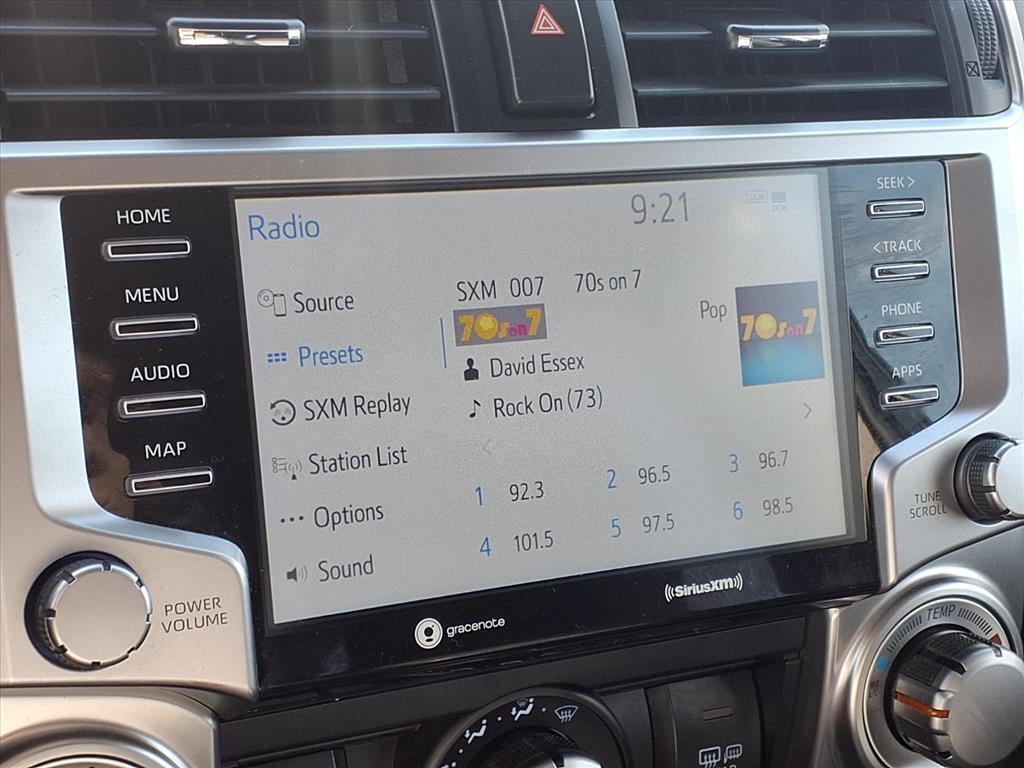 HOME
MENU
AUDIO
MAP
POWER
VOLUME
Radio
9:21
DCM
DCM
Source
Presets
SXM Replay
Station List
Options
Sound
SXM 007 70s on 7
70s on 7
Pop
70s on 7
David Essex
Rock On (73)
1 92.3
2 96.5
3 96.7
4 101.5
5 97.5
6 98.5
gracenote
SiriusXM
SEEK >
< TRACK
PHONE
APPS
TUNE
SCROLL
TEMP